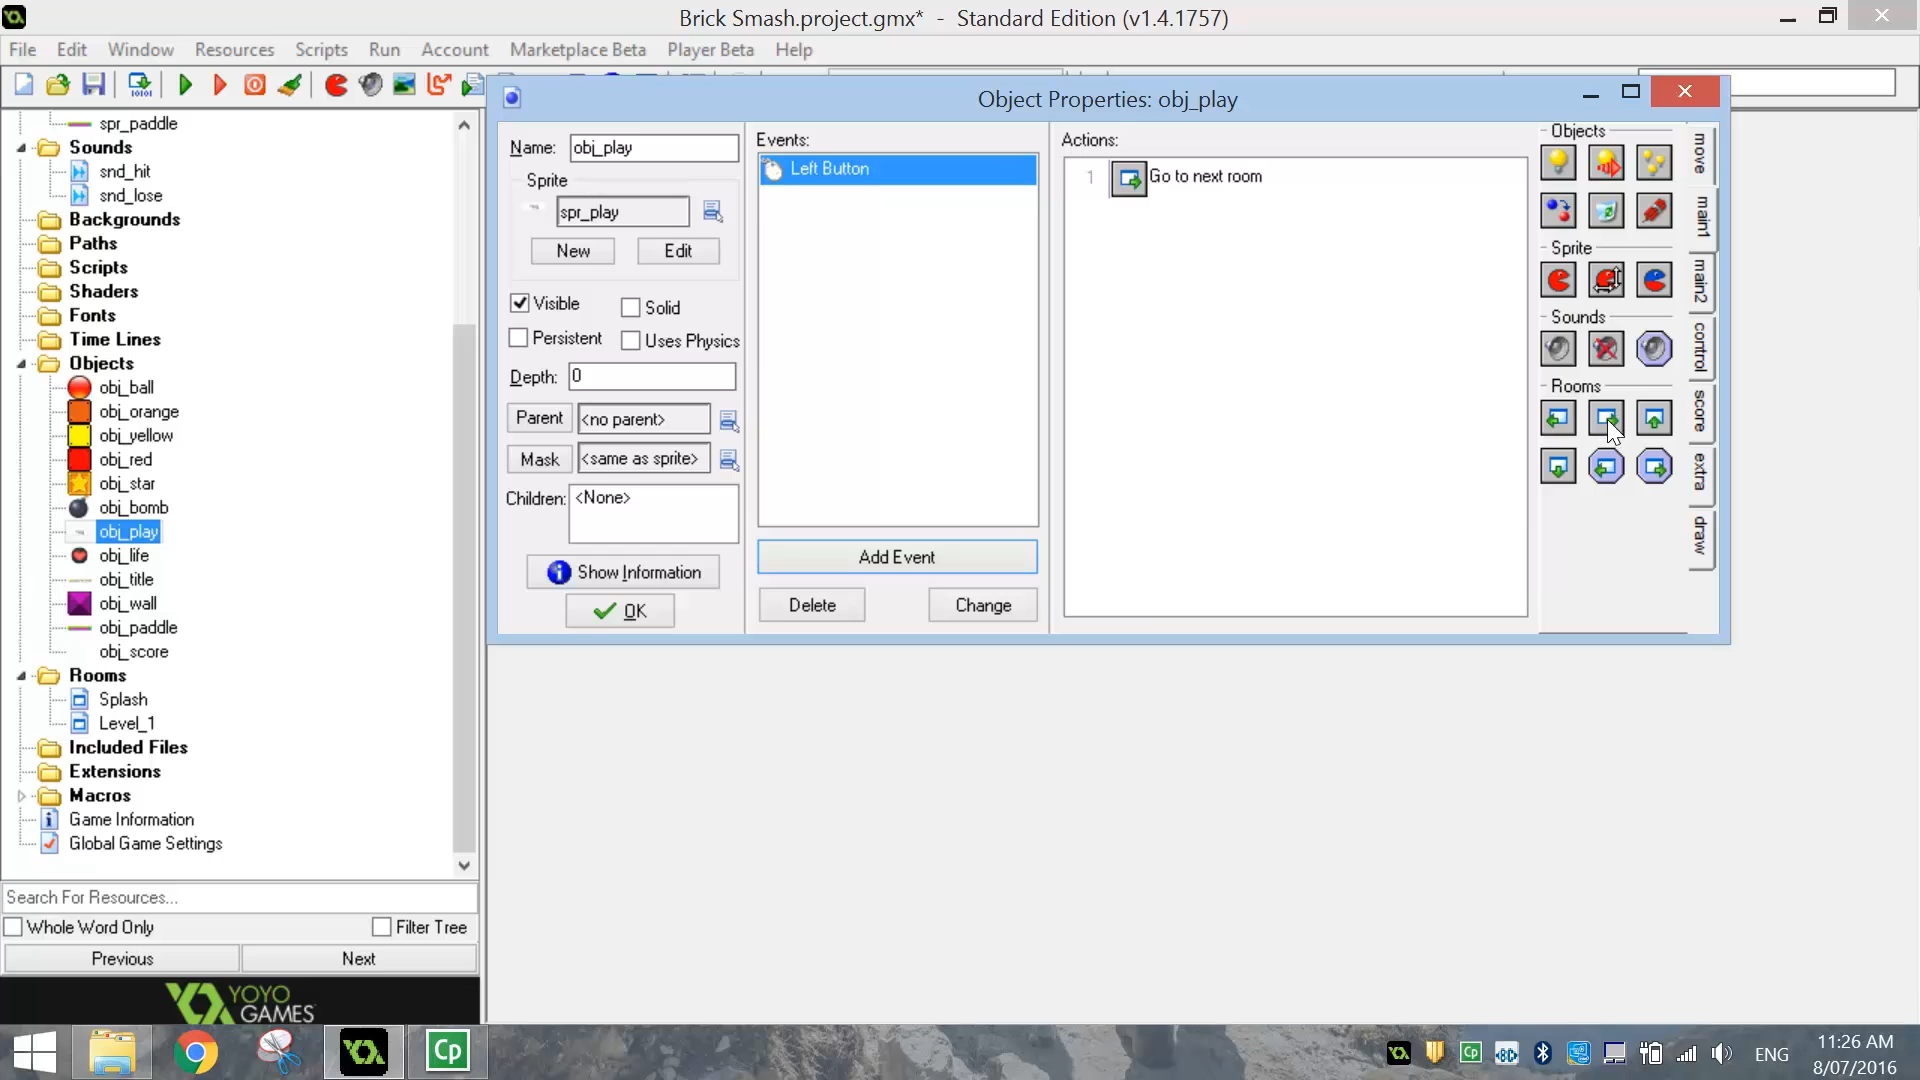 Brick Smash.project.gmx* - Standard Edition (v1.4.1757)
File Edit Window Resources Scripts Run Account Marketplace Beta Player Beta Help
Object Properties: obj_play
spr_paddle
Sounds
snd_hit
snd_lose
Backgrounds
Paths
Scripts
Shaders
Fonts
Time Lines
Objects
obj_ball
obj_orange
obj_yellow
obj_red
obj_star
obj_bomb
obj_play
obj_life
obj_title
obj_wall
obj_paddle
obj_score
Rooms
Splash
Level_1
Included Files
Extensions
Macros
Game Information
Global Game Settings
Search For Resources...
Whole Word Only Filter Tree
Previous Next
YOYO
GAMES
Name: obj_play
Sprite
spr_play
New Edit
Visible Solid
Persistent Uses Physics
Depth: 0
Parent <no parent>
Mask <same as sprite>
Children: <None>
Show Information
OK
Events:
Left Button
Add Event
Delete Change
Actions:
1 Go to next room
Objects
Sprite
Sounds
Rooms
move
main1
main2
control
score
extra
draw
Cp
Cp
ENG
11:26 AM
8/07/2016